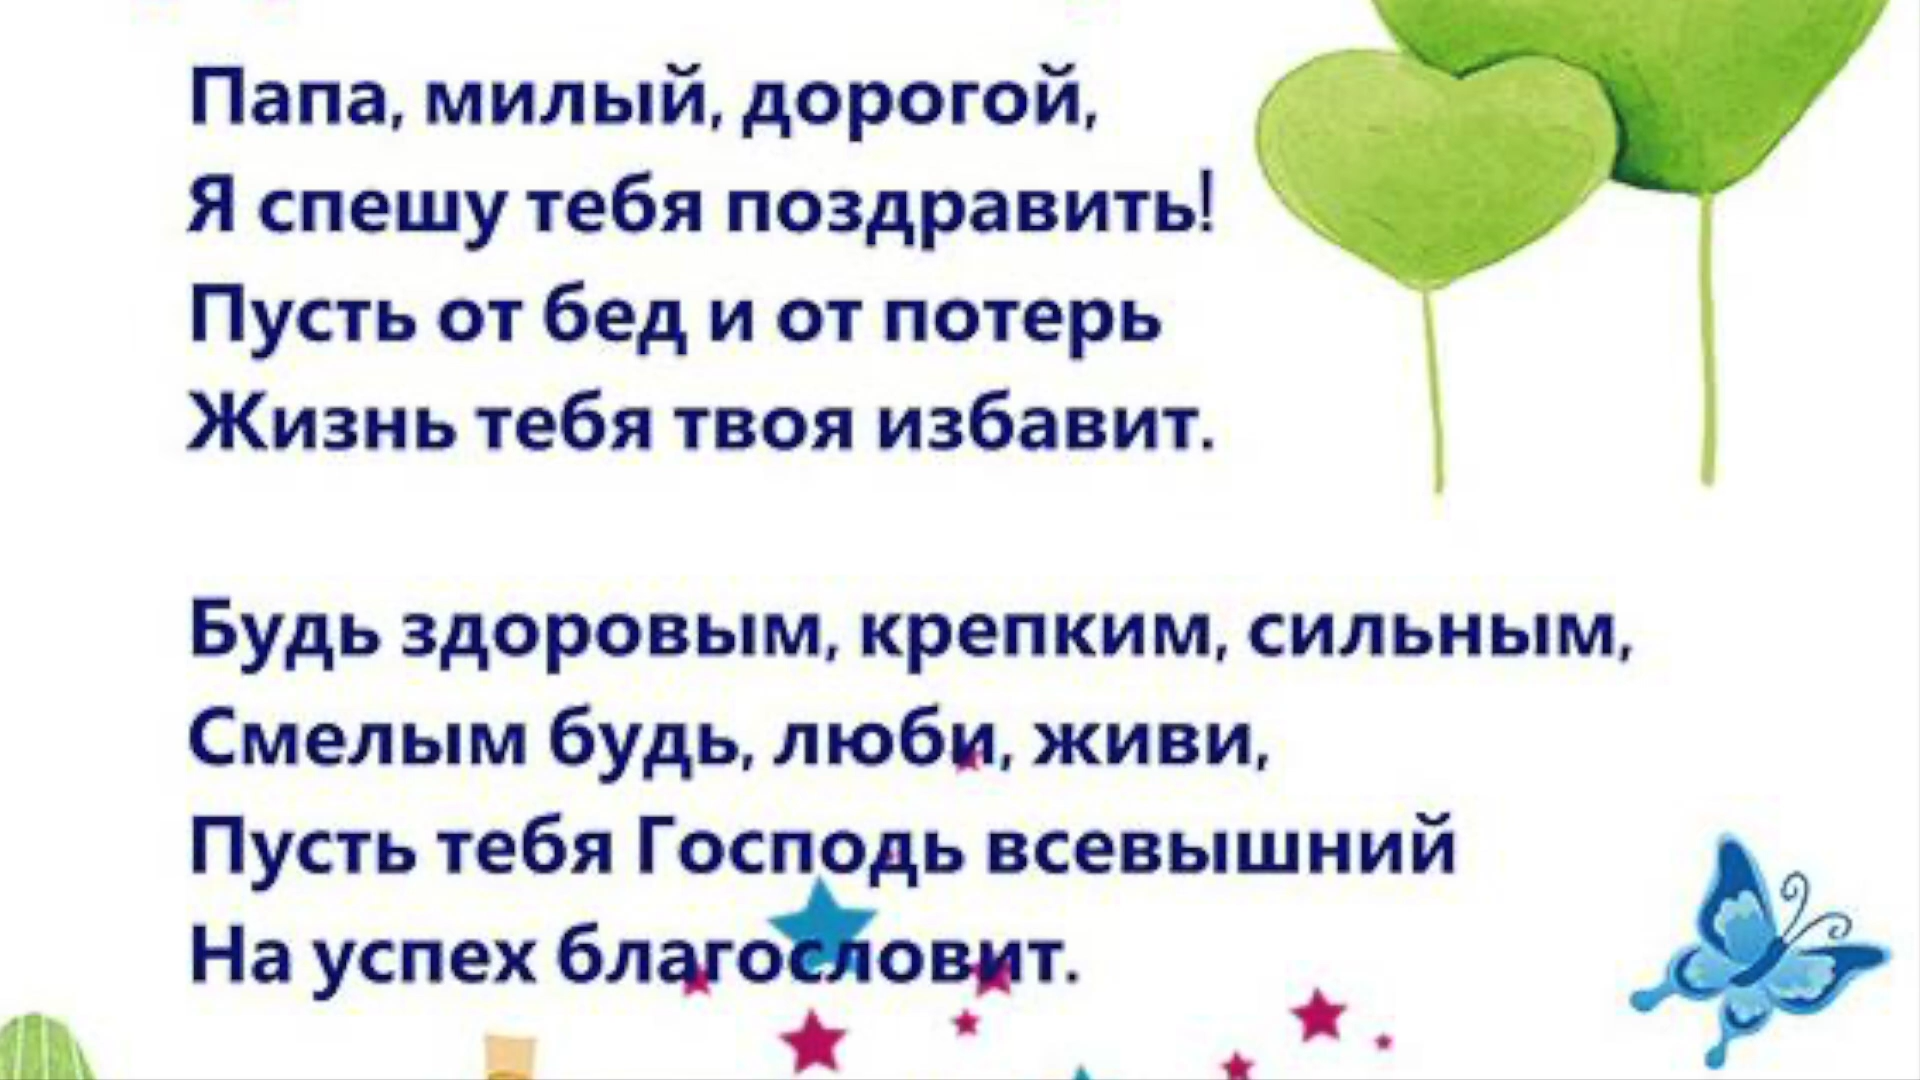 Папа, милый, дорогой,
Я спешу тебя поздравить!
Пусть от бед и от потерь
Жизнь тебя твоя избавит.
Будь здоровым, крепким, сильным,
Смелым будь, люби, живи,
Пусть тебя Господь всевышний
На успех благословит.